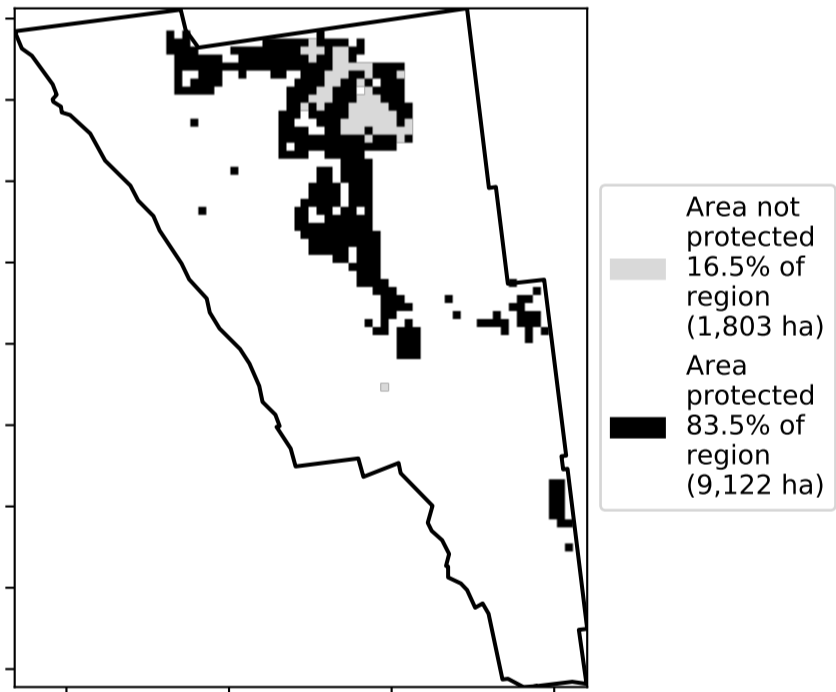 Area not
protected
16.5% of
region
(1,803 ha)
Area
protected
83.5% of
region
(9,122 ha)